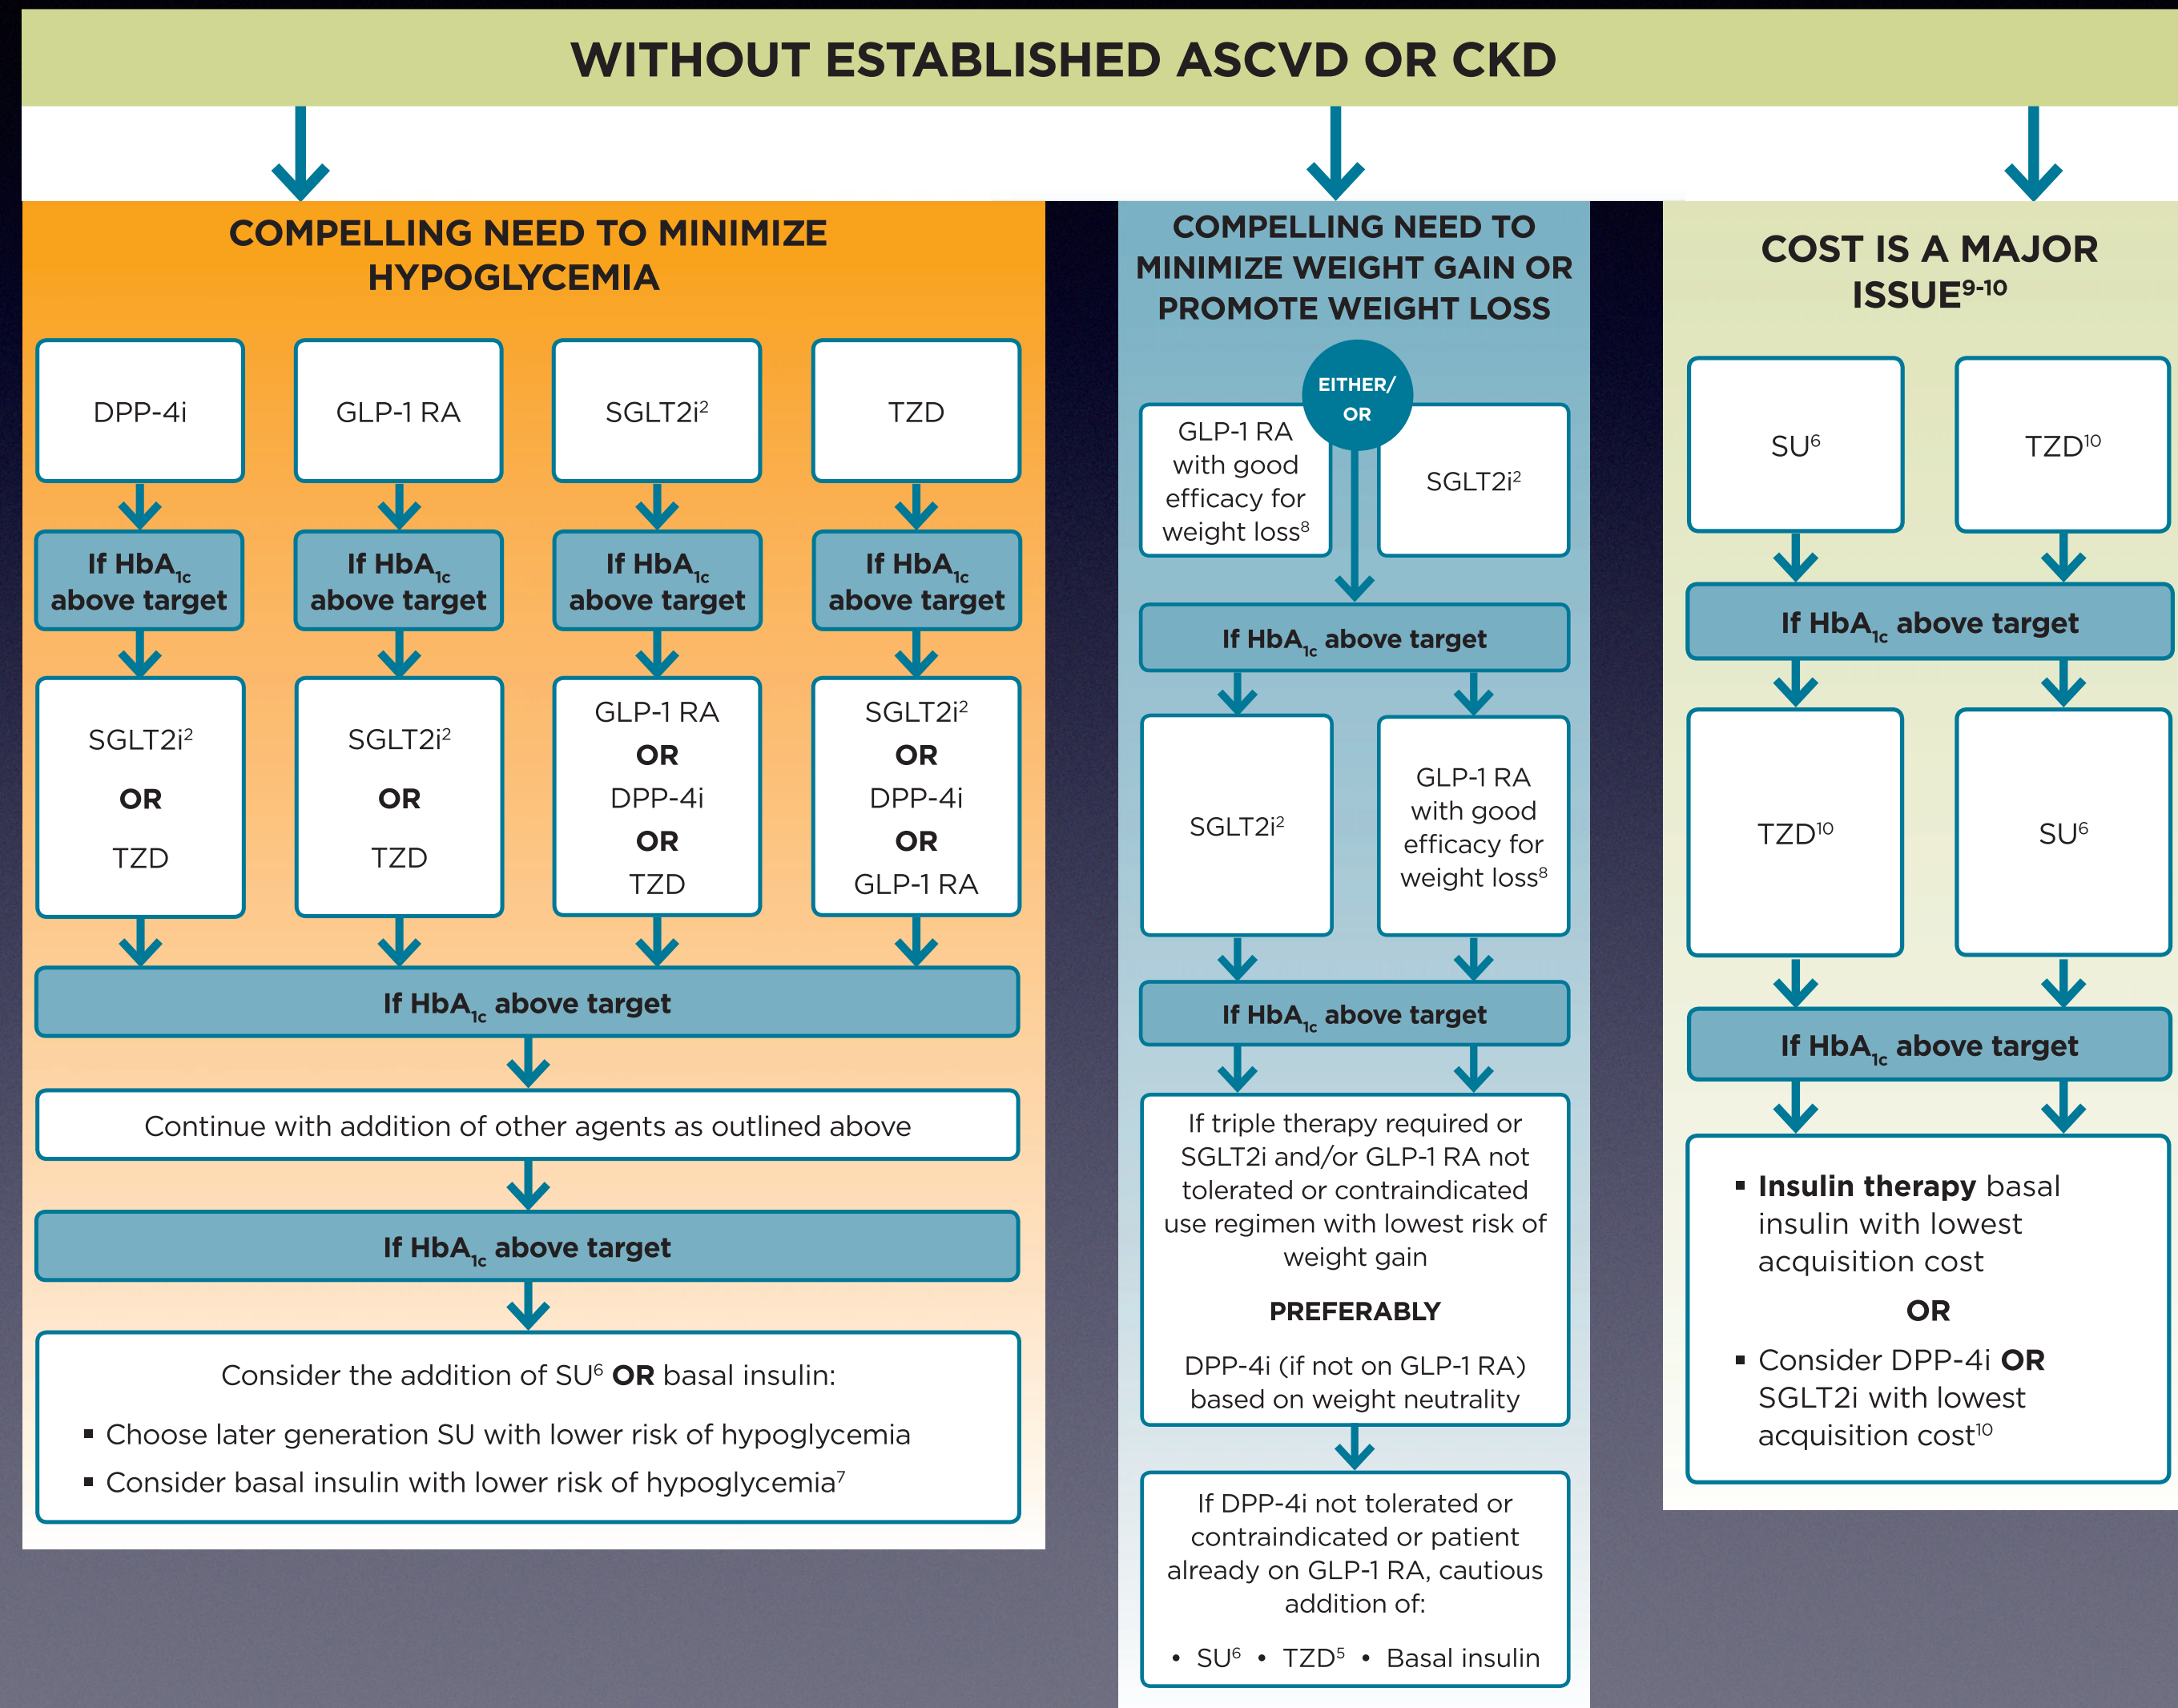 WITHOUT ESTABLISHED ASCVD OR CKD
COMPELLING NEED TO MINIMIZE
HYPOGLYCEMIA
DPP-4i
GLP-1 RA
SGLT2i²
TZD
If HbA₁c
above target
If HbA₁c
above target
If HbA₁c
above target
If HbA₁c
above target
SGLT2i²
OR
TZD
SGLT2i²
OR
TZD
GLP-1 RA
OR
DPP-4i
OR
TZD
SGLT2i²
OR
DPP-4i
OR
GLP-1 RA
If HbA₁c above target
Continue with addition of other agents as outlined above
If HbA₁c above target
Consider the addition of SU⁶ OR basal insulin:
▪ Choose later generation SU with lower risk of hypoglycemia
▪ Consider basal insulin with lower risk of hypoglycemia⁷
COMPELLING NEED TO
MINIMIZE WEIGHT GAIN OR
PROMOTE WEIGHT LOSS
EITHER/
OR
GLP-1 RA
with good
efficacy for
weight loss⁸
SGLT2i²
If HbA₁c above target
SGLT2i²
GLP-1 RA
with good
efficacy for
weight loss⁸
If HbA₁c above target
If triple therapy required or
SGLT2i and/or GLP-1 RA not
tolerated or contraindicated
use regimen with lowest risk of
weight gain
PREFERABLY
DPP-4i (if not on GLP-1 RA)
based on weight neutrality
If DPP-4i not tolerated or
contraindicated or patient
already on GLP-1 RA, cautious
addition of:
• SU⁶ • TZD⁵ • Basal insulin
COST IS A MAJOR
ISSUE⁹⁻¹⁰
SU⁶
TZD¹⁰
If HbA₁c above target
TZD¹⁰
SU⁶
If HbA₁c above target
▪ Insulin therapy basal
insulin with lowest
acquisition cost
OR
▪ Consider DPP-4i OR
SGLT2i with lowest
acquisition cost¹⁰